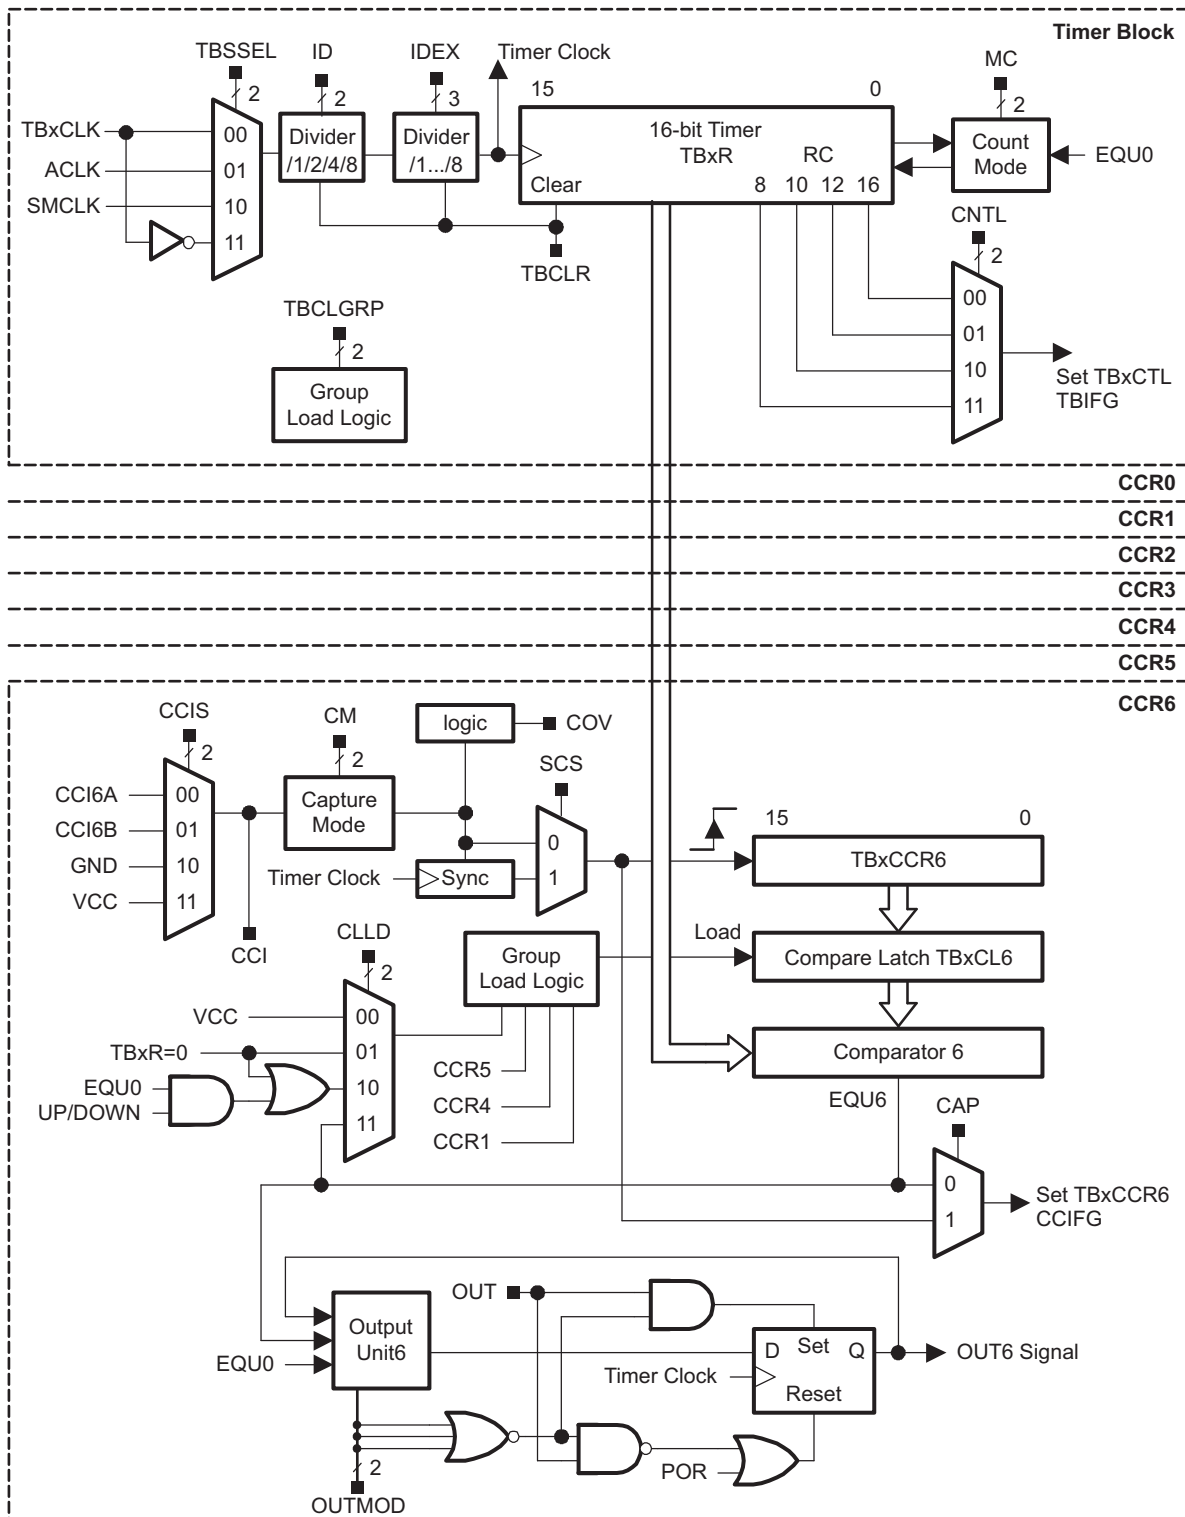 Timer Block
TBSSEL
ID
IDEX
Timer Clock
MC
2
2
3
15
0
2
TBxCLK
ACLK
SMCLK
00
01
10
11
Divider
/1/2/4/8
Divider
/1.../8
16-bit Timer
TBxR
RC
Clear
8
10
12
16
Count
Mode
EQU0
TBCLR
CNTL
2
00
01
10
11
Set TBxCTL
TBIFG
TBCLGRP
2
Group
Load Logic
CCR0
CCR1
CCR2
CCR3
CCR4
CCR5
CCR6
CCIS
2
CM
2
logic
COV
SCS
CCI6A
CCI6B
GND
VCC
00
01
10
11
Capture
Mode
0
1
Timer Clock
Sync
CCI
15
0
TBxCCR6
Load
Compare Latch TBxCL6
Comparator 6
CLLD
2
Group
Load Logic
VCC
TBxR=0
EQU0
UP/DOWN
00
01
10
11
CCR5
CCR4
CCR1
EQU6
CAP
0
1
Set TBxCCR6
CCIFG
OUT
Output
Unit6
EQU0
D
Set
Q
Timer Clock
Reset
OUT6 Signal
POR
2
OUTMOD